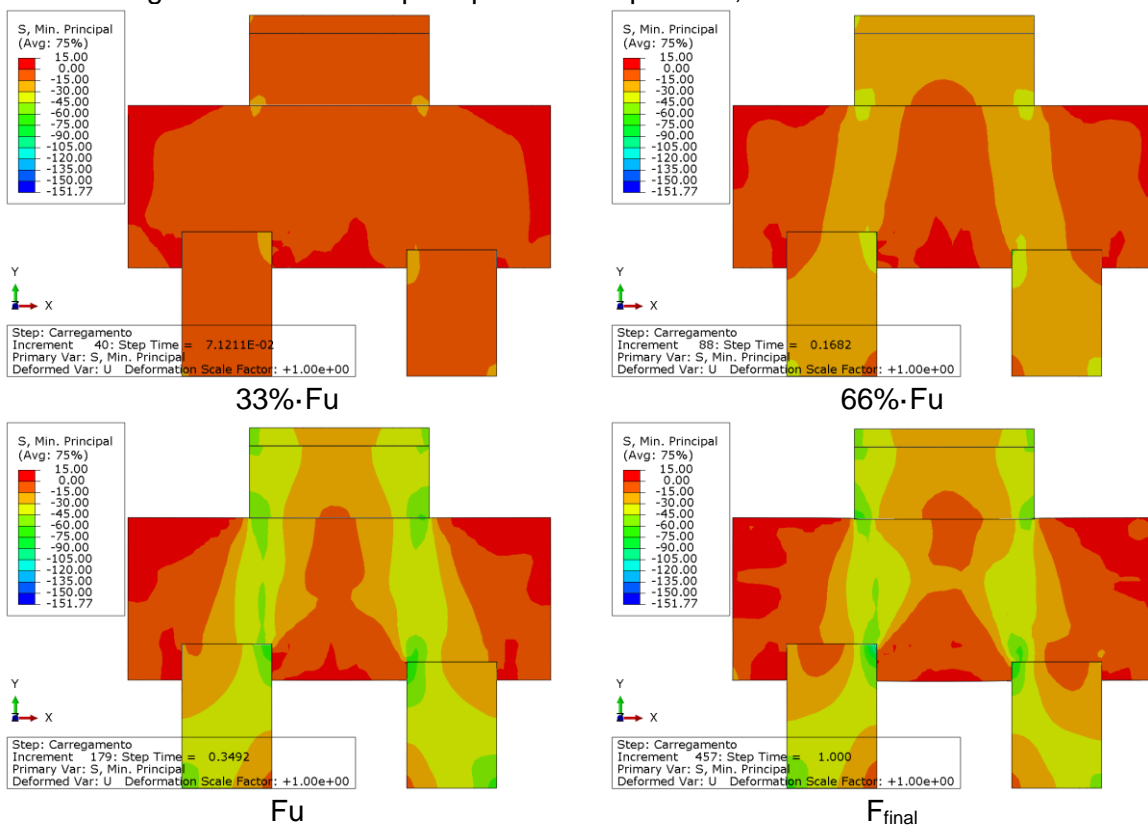 S, Min. Principal
(Avg: 75%)
15.00
0.00
-15.00
-30.00
-45.00
-60.00
-75.00
-90.00
-105.00
-120.00
-135.00
-150.00
-151.77
Y
Z X
Step: Carregamento
Increment 40: Step Time = 7.1211E-02
Primary Var: S, Min. Principal
Deformed Var: U Deformation Scale Factor: +1.00e+00
33%·Fu
S, Min. Principal
(Avg: 75%)
15.00
0.00
-15.00
-30.00
-45.00
-60.00
-75.00
-90.00
-105.00
-120.00
-135.00
-150.00
-151.77
Y
Z X
Step: Carregamento
Increment 88: Step Time = 0.1682
Primary Var: S, Min. Principal
Deformed Var: U Deformation Scale Factor: +1.00e+00
66%·Fu
S, Min. Principal
(Avg: 75%)
15.00
0.00
-15.00
-30.00
-45.00
-60.00
-75.00
-90.00
-105.00
-120.00
-135.00
-150.00
-151.77
Y
Z X
Step: Carregamento
Increment 179: Step Time = 0.3492
Primary Var: S, Min. Principal
Deformed Var: U Deformation Scale Factor: +1.00e+00
Fu
S, Min. Principal
(Avg: 75%)
15.00
0.00
-15.00
-30.00
-45.00
-60.00
-75.00
-90.00
-105.00
-120.00
-135.00
-150.00
-151.77
Y
Z X
Step: Carregamento
Increment 457: Step Time = 1.000
Primary Var: S, Min. Principal
Deformed Var: U Deformation Scale Factor: +1.00e+00
Ffinal